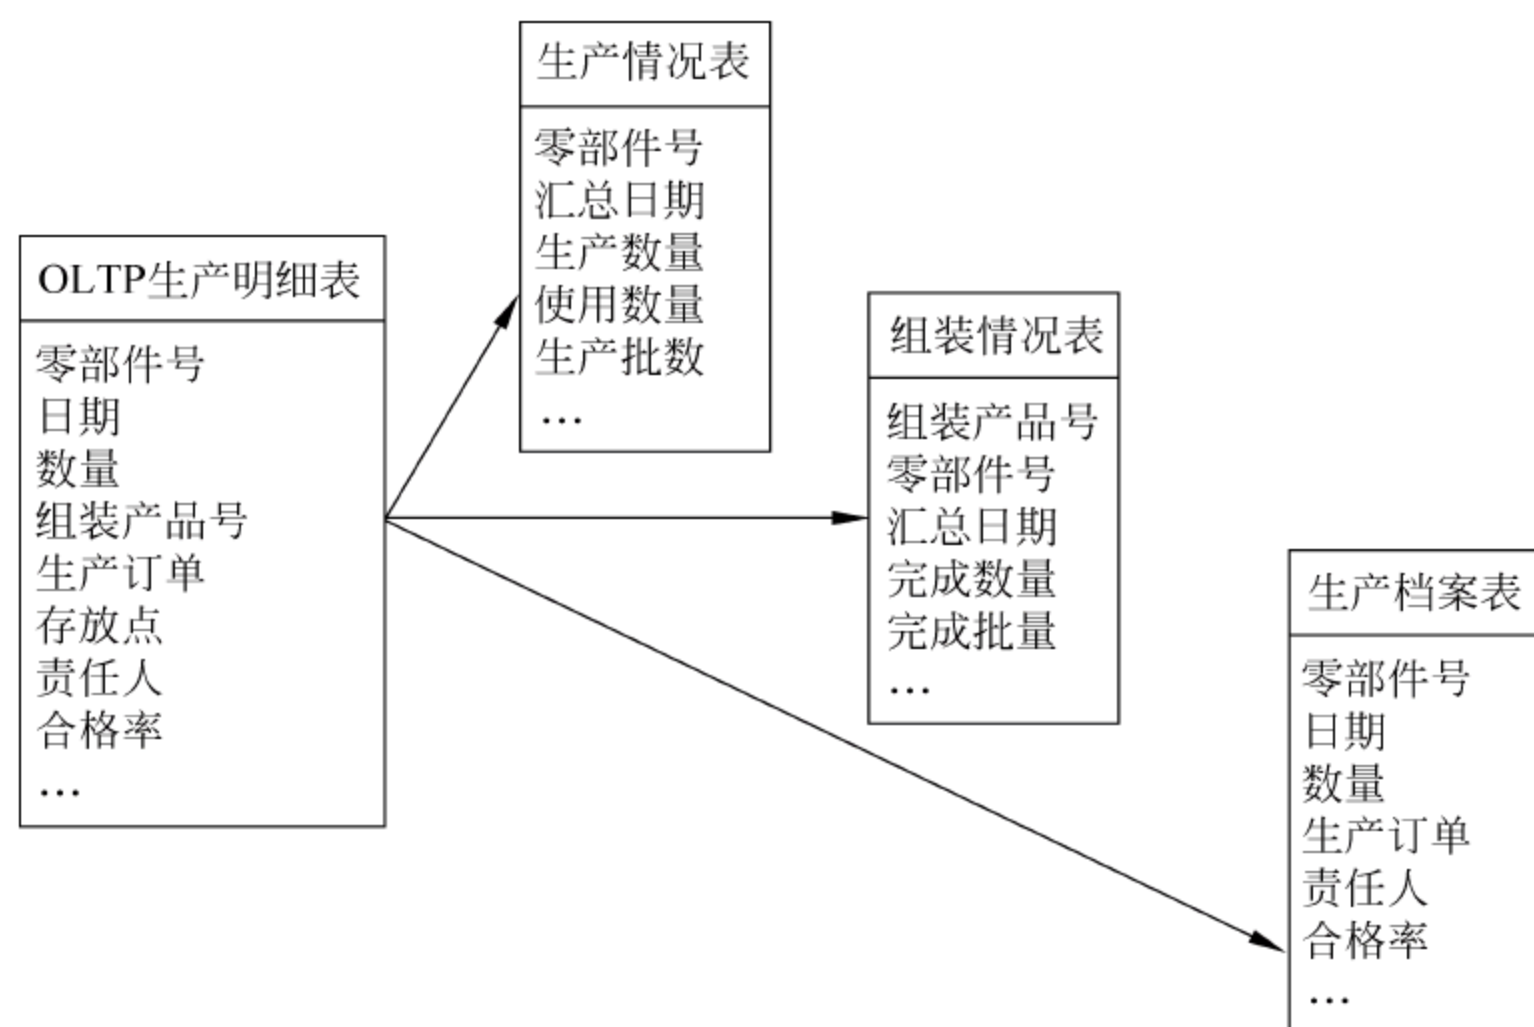 生产情况表
零部件号
汇总日期
生产数量
使用数量
生产批数
…
OLTP生产明细表
零部件号
日期
数量
组装产品号
生产订单
存放点
责任人
合格率
…
组装情况表
组装产品号
零部件号
汇总日期
完成数量
完成批量
…
生产档案表
零部件号
日期
数量
生产订单
责任人
合格率
…